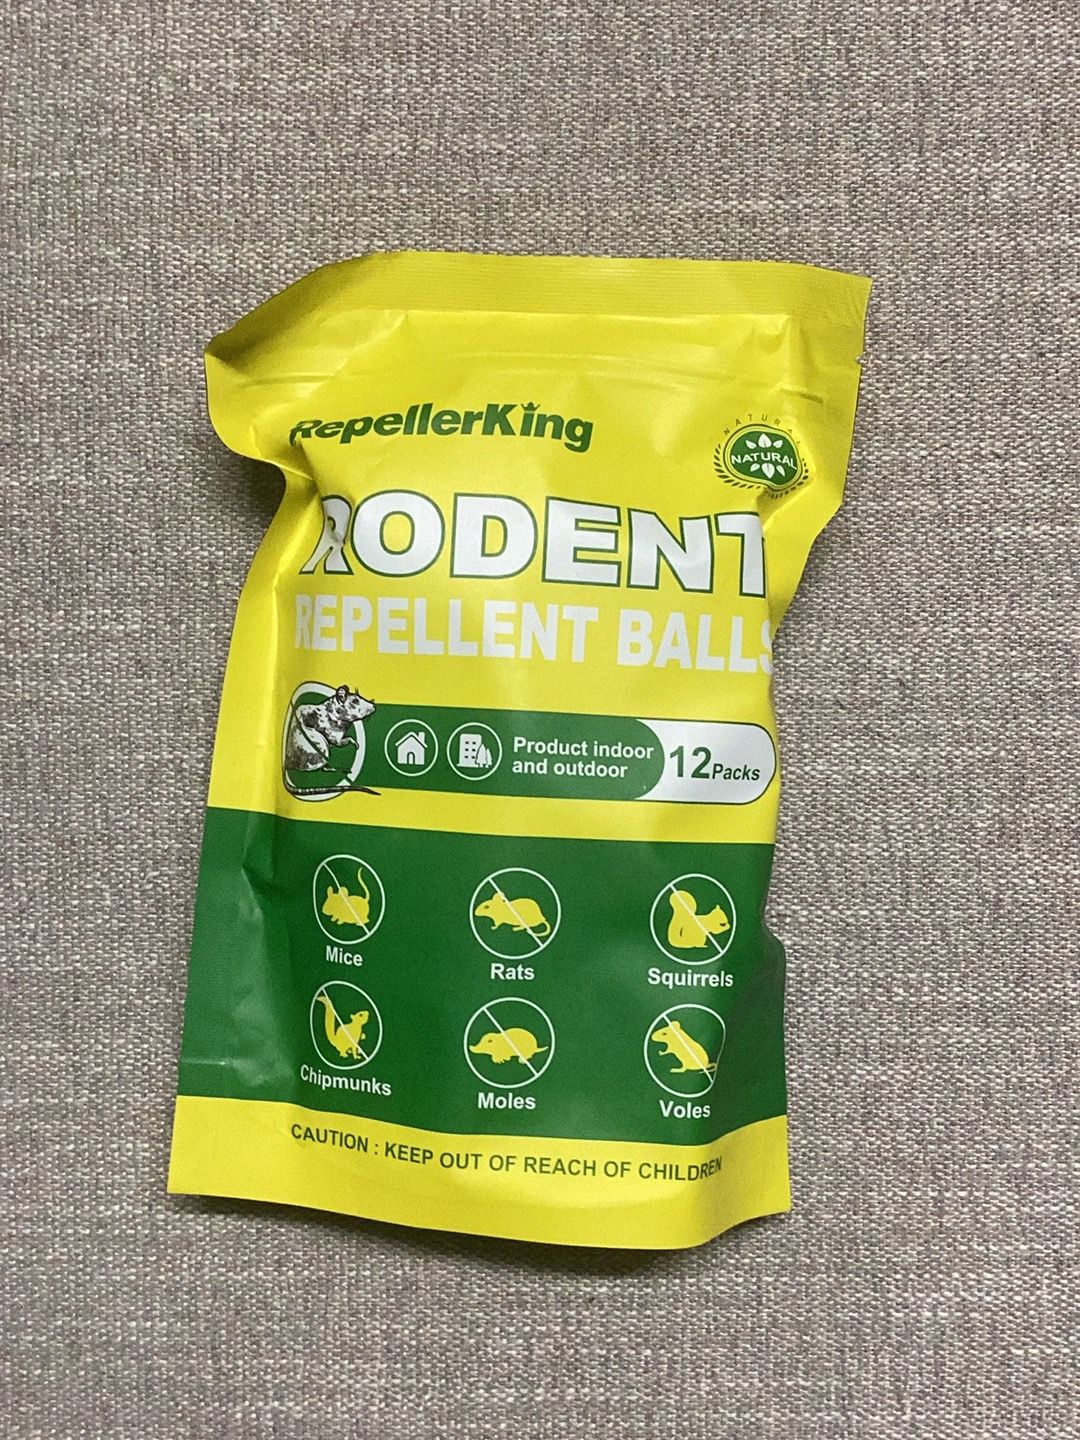 RepellerKing
NATURAL
NATURAL
RODENT
REPELLENT BALLS
Product indoor
and outdoor
12Packs
Mice
Rats
Squirrels
Chipmunks
Moles
Voles
CAUTION : KEEP OUT OF REACH OF CHILDREN